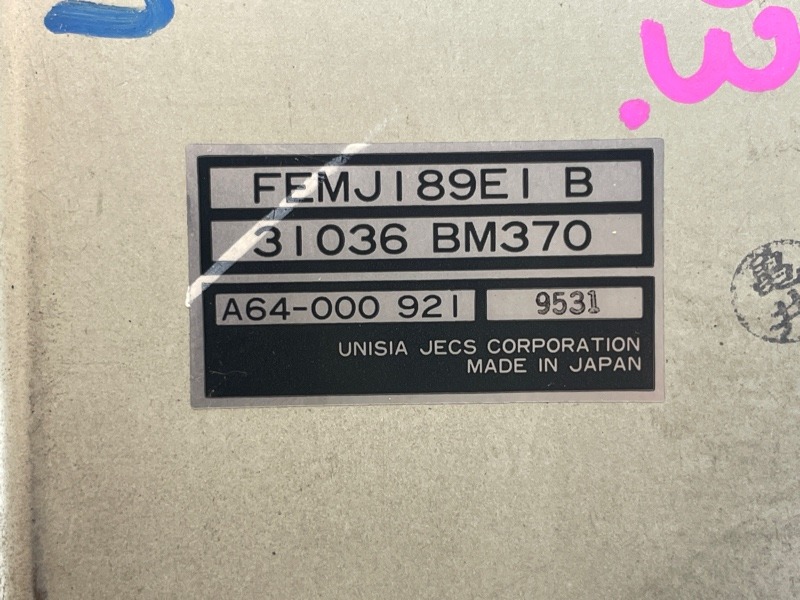 FEMJ189E1 B
31036 BM370
A64-000 921 9531
UNISIA JECS CORPORATION
MADE IN JAPAN